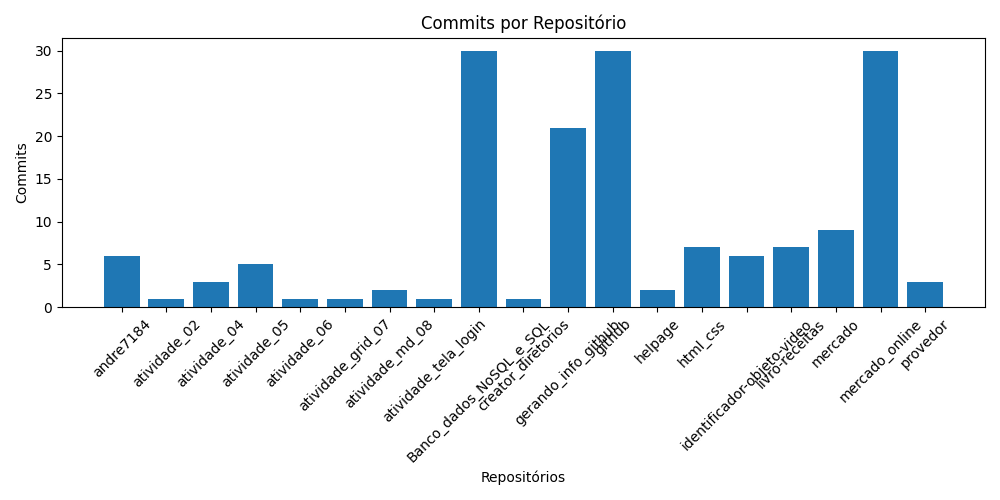 Commits por Repositório
Commits
30
25
20
15
10
5
0
andre7184
atividade_02
atividade_04
atividade_05
atividade_06
atividade_grid_07
atividade_md_08
atividade_tela_login
Banco_dados_NoSQL_e_SQL
creator_diretorios
gerando_info_github
github
helpage
html_css
identificador-objeto-video
livro-receitas
mercado
mercado_online
provedor
Repositórios